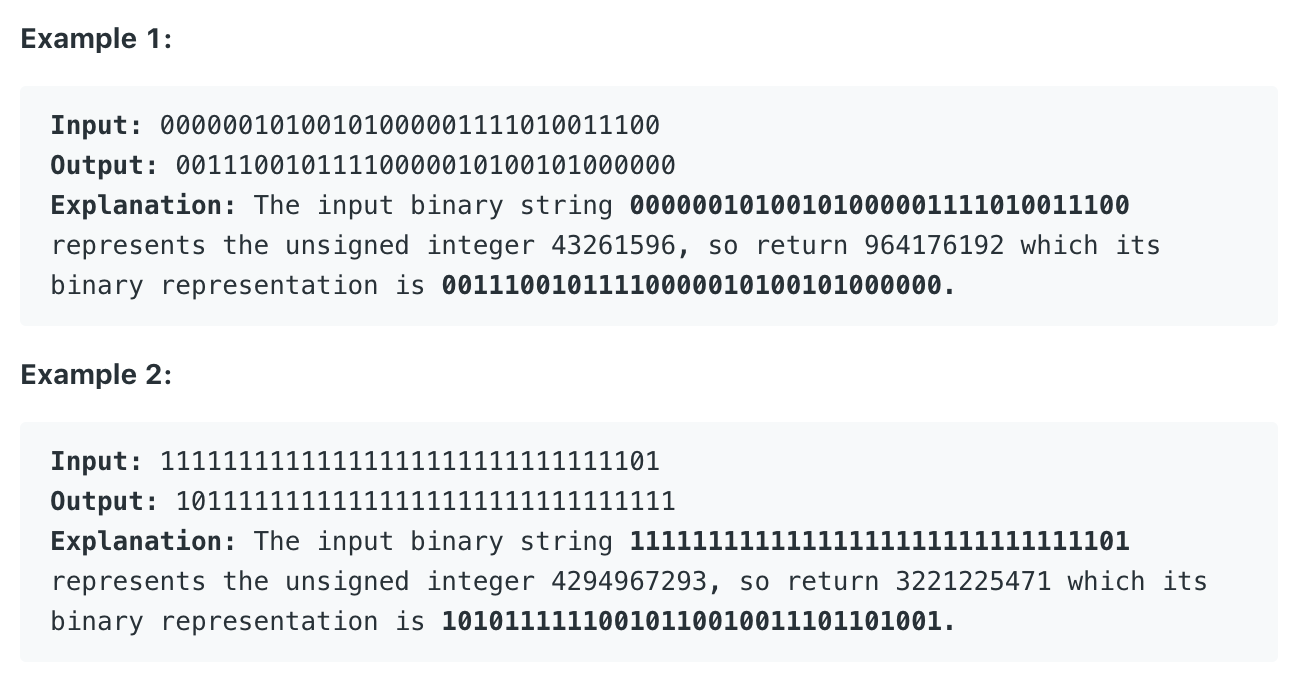 Example 1:
Input: 00000010100101000001111010011100
Output: 00111001011110000010100101000000
Explanation: The input binary string 00000010100101000001111010011100
represents the unsigned integer 43261596, so return 964176192 which its
binary representation is 00111001011110000010100101000000.
Example 2:
Input: 11111111111111111111111111111101
Output: 10111111111111111111111111111111
Explanation: The input binary string 11111111111111111111111111111101
represents the unsigned integer 4294967293, so return 3221225471 which its
binary representation is 10101111110010110010011101101001.